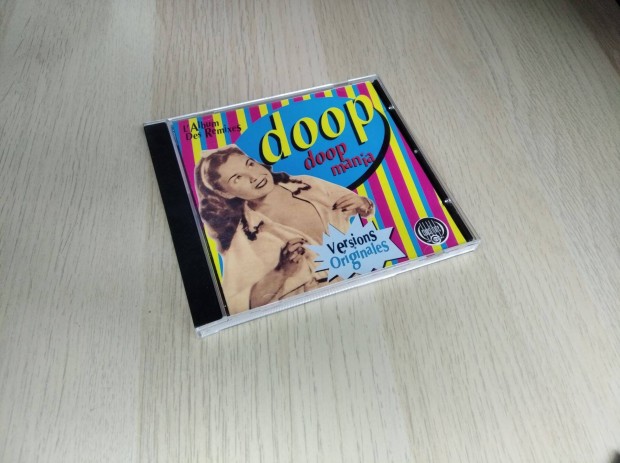 L'Album
Des Remixes
doop
doop
mania
Versions
Originales